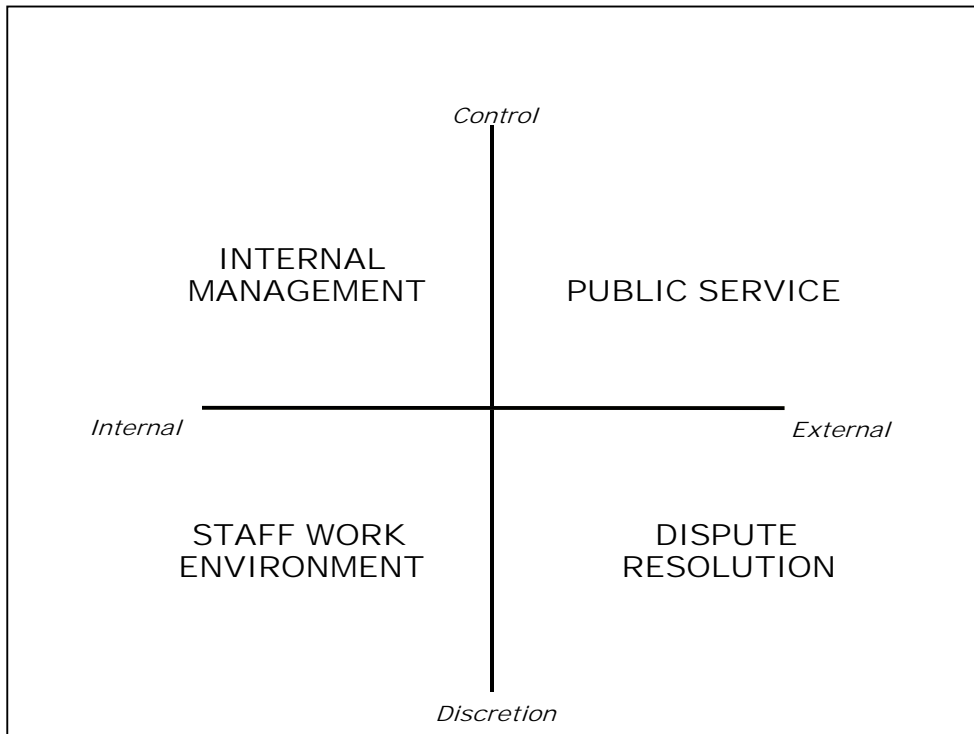 Control
INTERNAL
MANAGEMENT
PUBLIC SERVICE
Internal
External
STAFF WORK
ENVIRONMENT
DISPUTE
RESOLUTION
Discretion